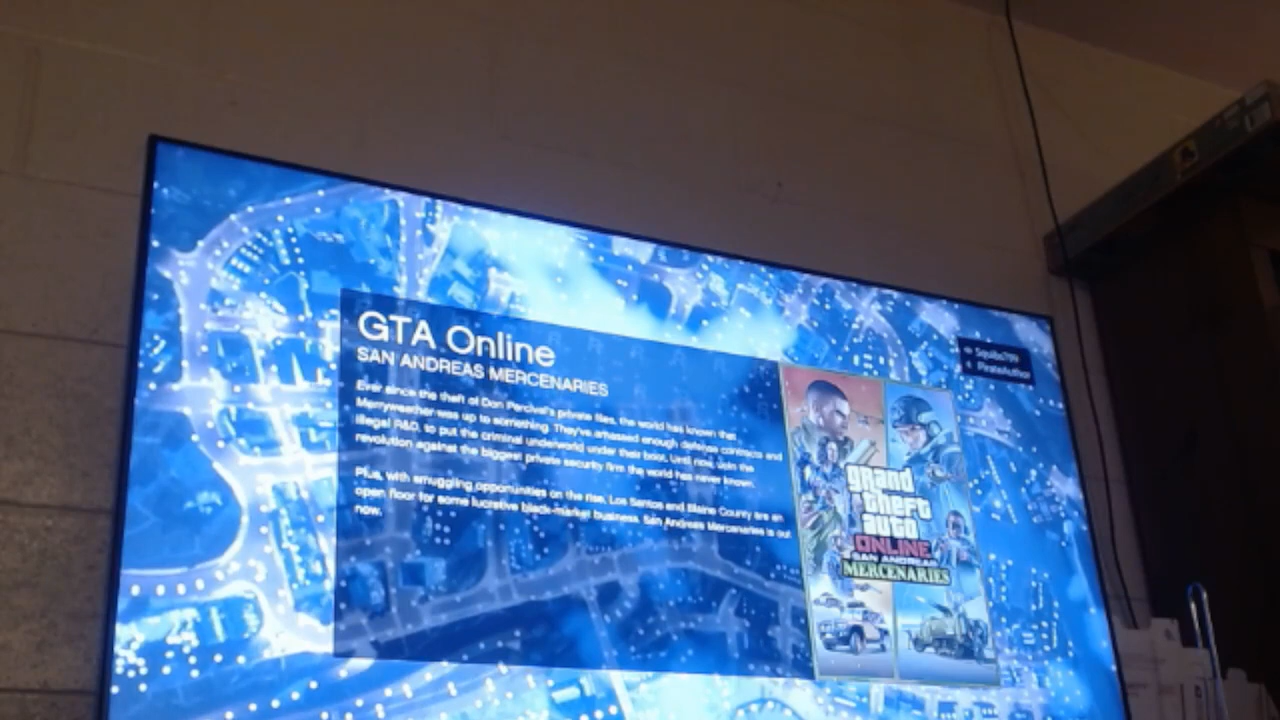 GTA Online
SAN ANDREAS MERCENARIES
Ever since the theft of Don Percival's private files, the world has known that
Merryweather was up to something. They've amassed enough defense contracts and
illegal R&D, to put the criminal underworld under their boot. Until now. Join the
revolution against the biggest private security firm the world has never known.
Plus, with smuggling opportunities on the rise, Los Santos and Blaine County are an
open floor for some lucrative black-market business. San Andreas Mercenaries is out
now.
Squibs799
PirateAuthor
grand
theft
auto
ONLINE
SAN ANDREAS
MERCENARIES